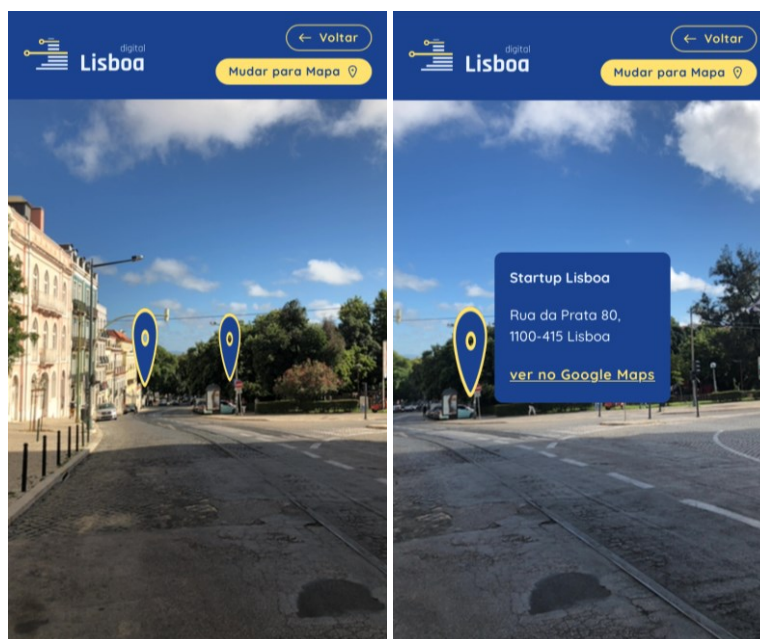 digital
Lisboa
← Voltar
Mudar para Mapa
digital
Lisboa
← Voltar
Mudar para Mapa
Startup Lisboa
Rua da Prata 80,
1100-415 Lisboa
ver no Google Maps